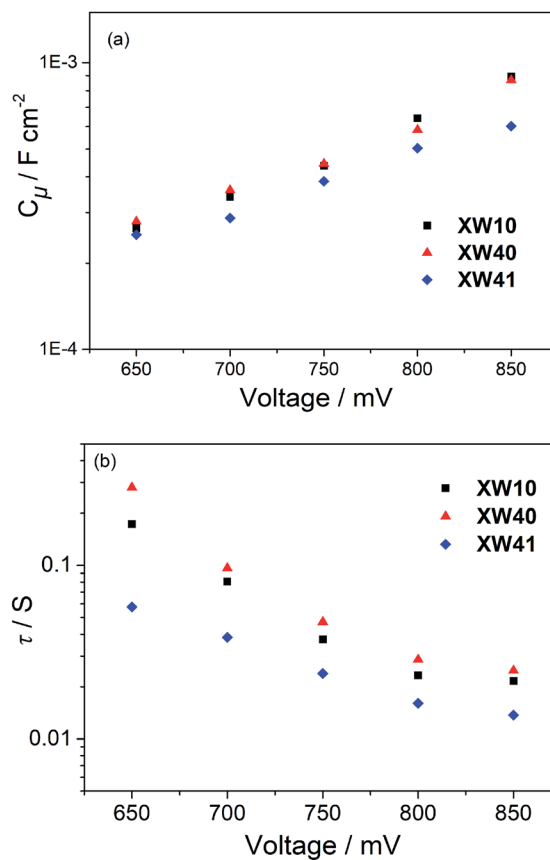 (a)
1E-3
C_μ / F cm⁻²
XW10
XW40
XW41
1E-4
650 700 750 800 850
Voltage / mV
(b)
XW10
XW40
XW41
0.1
τ / S
0.01
650 700 750 800 850
Voltage / mV